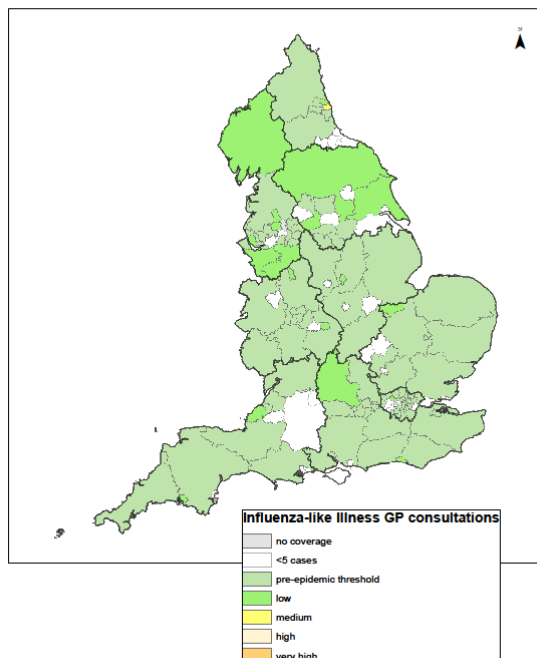 N
Influenza-like Illness GP consultations
no coverage
<5 cases
pre-epidemic threshold
low
medium
high
very high